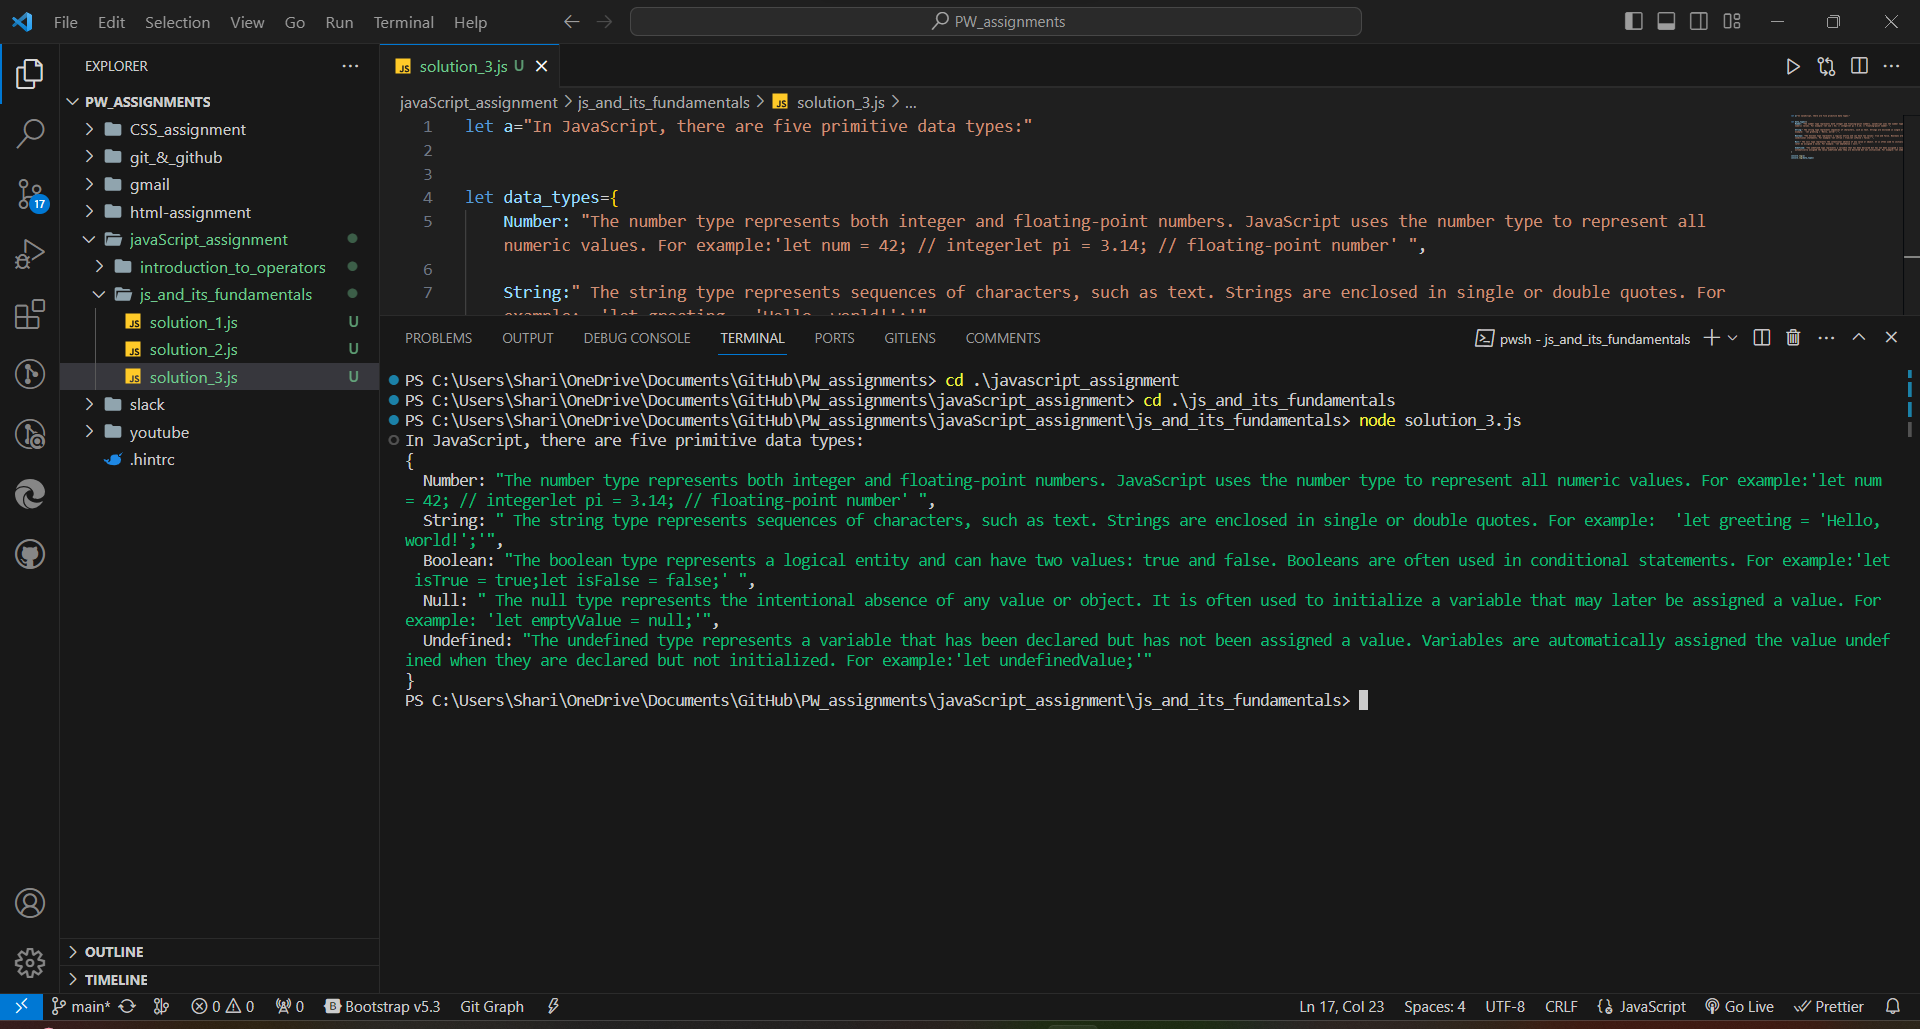 File Edit Selection View Go Run Terminal Help
PW_assignments
EXPLORER
PW_ASSIGNMENTS
CSS_assignment
git_&_github
gmail
html-assignment
javaScript_assignment
introduction_to_operators
js_and_its_fundamentals
JS solution_1.js U
JS solution_2.js U
JS solution_3.js U
slack
youtube
.hintrc
OUTLINE
TIMELINE
17
JS solution_3.js U
javaScript_assignment > js_and_its_fundamentals > JS solution_3.js > ...
1 let a="In JavaScript, there are five primitive data types:"
2
3
4 let data_types={
5 Number: "The number type represents both integer and floating-point numbers. JavaScript uses the number type to represent all
numeric values. For example:'let num = 42; // integerlet pi = 3.14; // floating-point number' ",
6
7 String:" The string type represents sequences of characters, such as text. Strings are enclosed in single or double quotes. For
example:  'let greeting = 'Hello, world!';'"
PROBLEMS OUTPUT DEBUG CONSOLE TERMINAL PORTS GITLENS COMMENTS
pwsh - js_and_its_fundamentals
PS C:\Users\Shari\OneDrive\Documents\GitHub\PW_assignments> cd .\javascript_assignment
PS C:\Users\Shari\OneDrive\Documents\GitHub\PW_assignments\javaScript_assignment> cd .\js_and_its_fundamentals
PS C:\Users\Shari\OneDrive\Documents\GitHub\PW_assignments\javaScript_assignment\js_and_its_fundamentals> node solution_3.js
In JavaScript, there are five primitive data types:
{
Number: "The number type represents both integer and floating-point numbers. JavaScript uses the number type to represent all numeric values. For example:'let num
= 42; // integerlet pi = 3.14; // floating-point number' ",
String: " The string type represents sequences of characters, such as text. Strings are enclosed in single or double quotes. For example:  'let greeting = 'Hello,
world!';'",
Boolean: "The boolean type represents a logical entity and can have two values: true and false. Booleans are often used in conditional statements. For example:'let
isTrue = true;let isFalse = false;' ",
Null: " The null type represents the intentional absence of any value or object. It is often used to initialize a variable that may later be assigned a value. For
example: 'let emptyValue = null;'",
Undefined: "The undefined type represents a variable that has been declared but has not been assigned a value. Variables are automatically assigned the value undef
ined when they are declared but not initialized. For example:'let undefinedValue;'"
}
PS C:\Users\Shari\OneDrive\Documents\GitHub\PW_assignments\javaScript_assignment\js_and_its_fundamentals>
main* 0 0 0 B Bootstrap v5.3 Git Graph Ln 17, Col 23 Spaces: 4 UTF-8 CRLF {} JavaScript Go Live Prettier